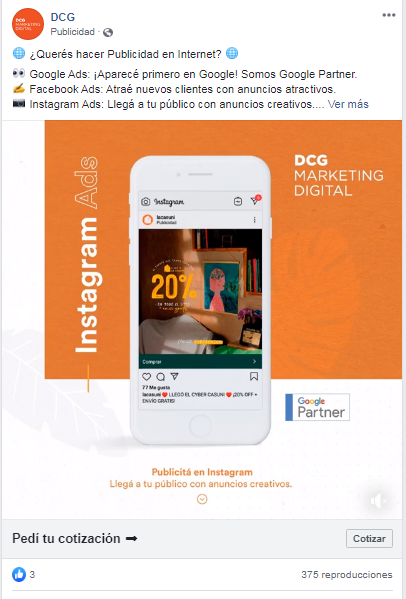 DCG
Publicidad ·
¿Querés hacer Publicidad en Internet?
Google Ads: ¡Aparecé primero en Google! Somos Google Partner.
Facebook Ads: Atraé nuevos clientes con anuncios atractivos.
Instagram Ads: Llegá a tu público con anuncios creativos.... Ver más
Instagram Ads
DCG
MARKETING
DIGITAL
DCG
MARKETING
DIGITAL
Instagram
lacasuni
Publicidad
20%
Comprar
77 Me gusta
lacasuni LLEGÓ EL CYBER CASUNI ¡20% OFF +
ENVÍO GRATIS!
Google
Partner
Publicitá en Instagram
Llegá a tu público con anuncios creativos.
Pedí tu cotización
Cotizar
3
375 reproducciones